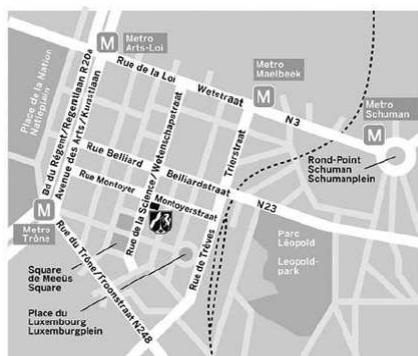 Metro
Arts-Loi
Place de la Nation
Natieplein
Bd du Régent/Regentlaan R20a
Avenue des Arts/Kunstlaan
Rue de la Loi
Wetstraat
Metro
Maelbeek
N3
Metro
Schuman
Rond-Point
Schuman
Schumanplein
Rue de la Science/Wetenschapstraat
Trierstraat
Rue Belliard
Belliardstraat
N23
Rue Montoyer
Montoyerstraat
M
M
M
M
Metro
Trône
Rue du Trône/Troonstraat N248
Rue de Trèves
Parc
Léopold
Leopold-
park
Square
de Meeüs
Square
Place du
Luxembourg
Luxemburgplein